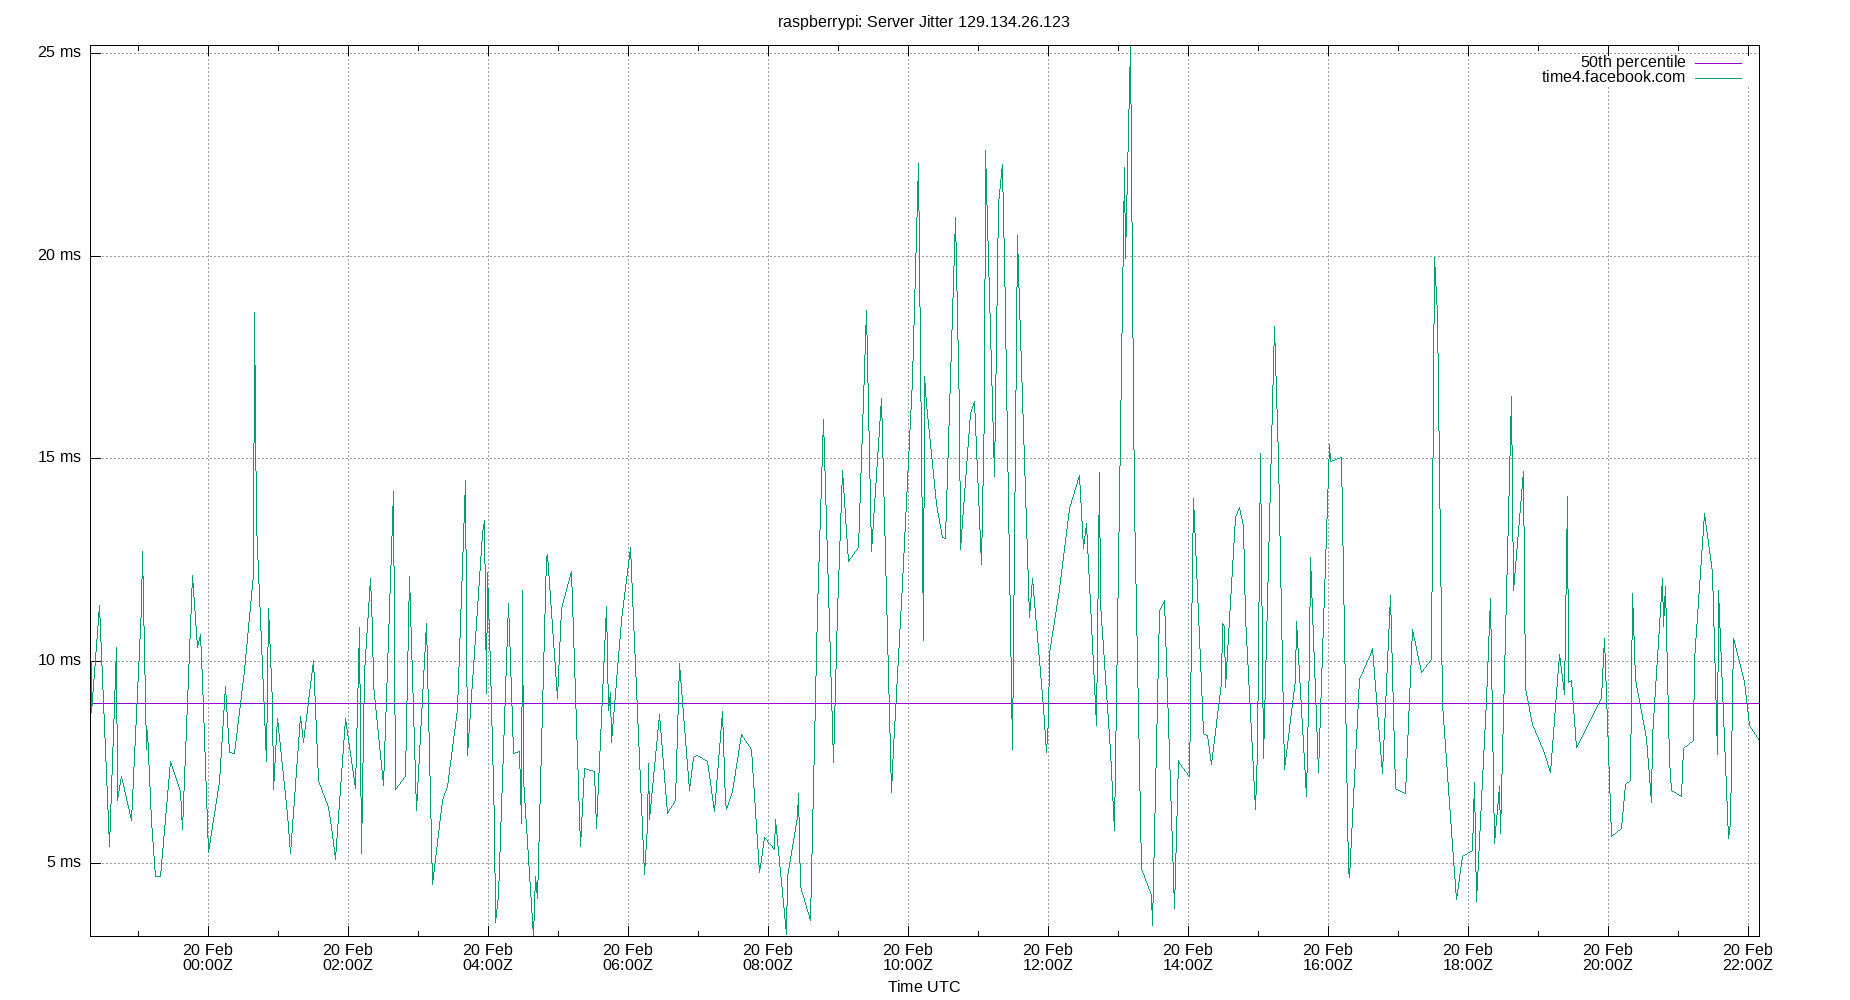 raspberrypi: Server Jitter 129.134.26.123
25 ms
20 ms
15 ms
10 ms
5 ms
50th percentile
time4.facebook.com
20 Feb 20 Feb 20 Feb 20 Feb 20 Feb 20 Feb 20 Feb 20 Feb 20 Feb 20 Feb 20 Feb 20 Feb
00:00Z 02:00Z 04:00Z 06:00Z 08:00Z 10:00Z 12:00Z 14:00Z 16:00Z 18:00Z 20:00Z 22:00Z
Time UTC